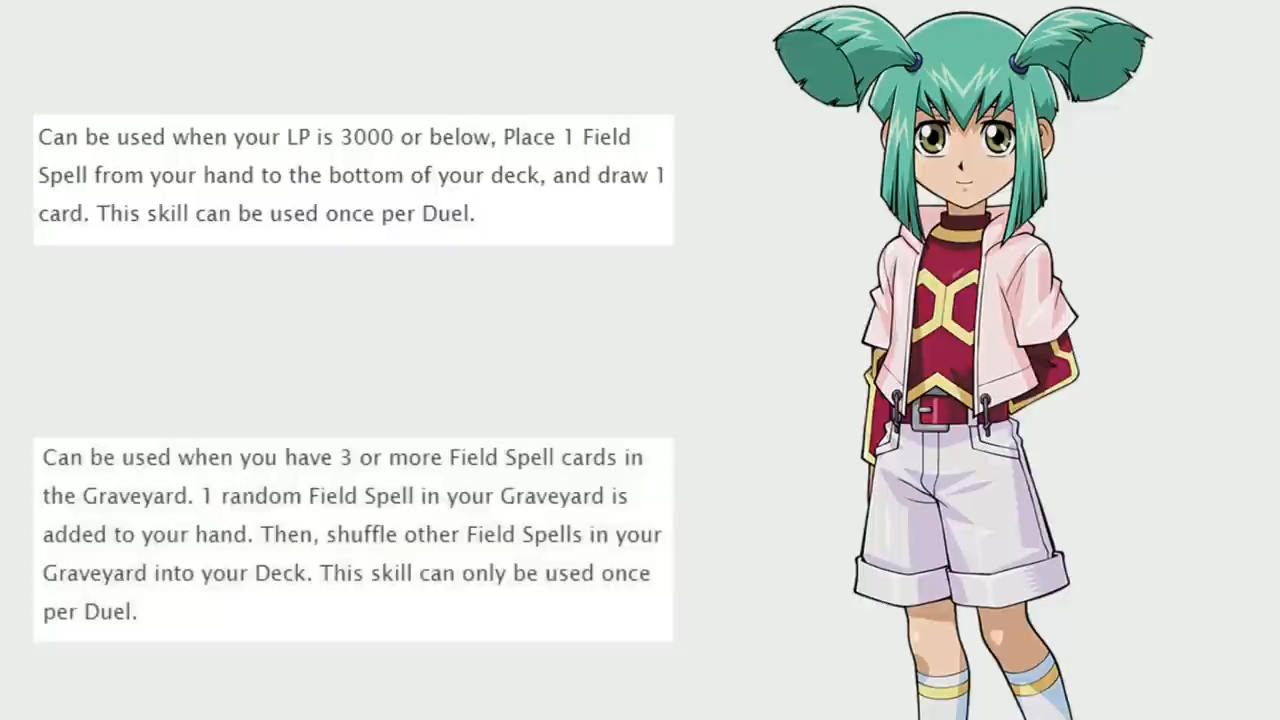 Can be used when your LP is 3000 or below, Place 1 Field
Spell from your hand to the bottom of your deck, and draw 1
card. This skill can be used once per Duel.
Can be used when you have 3 or more Field Spell cards in
the Graveyard. 1 random Field Spell in your Graveyard is
added to your hand. Then, shuffle other Field Spells in your
Graveyard into your Deck. This skill can only be used once
per Duel.